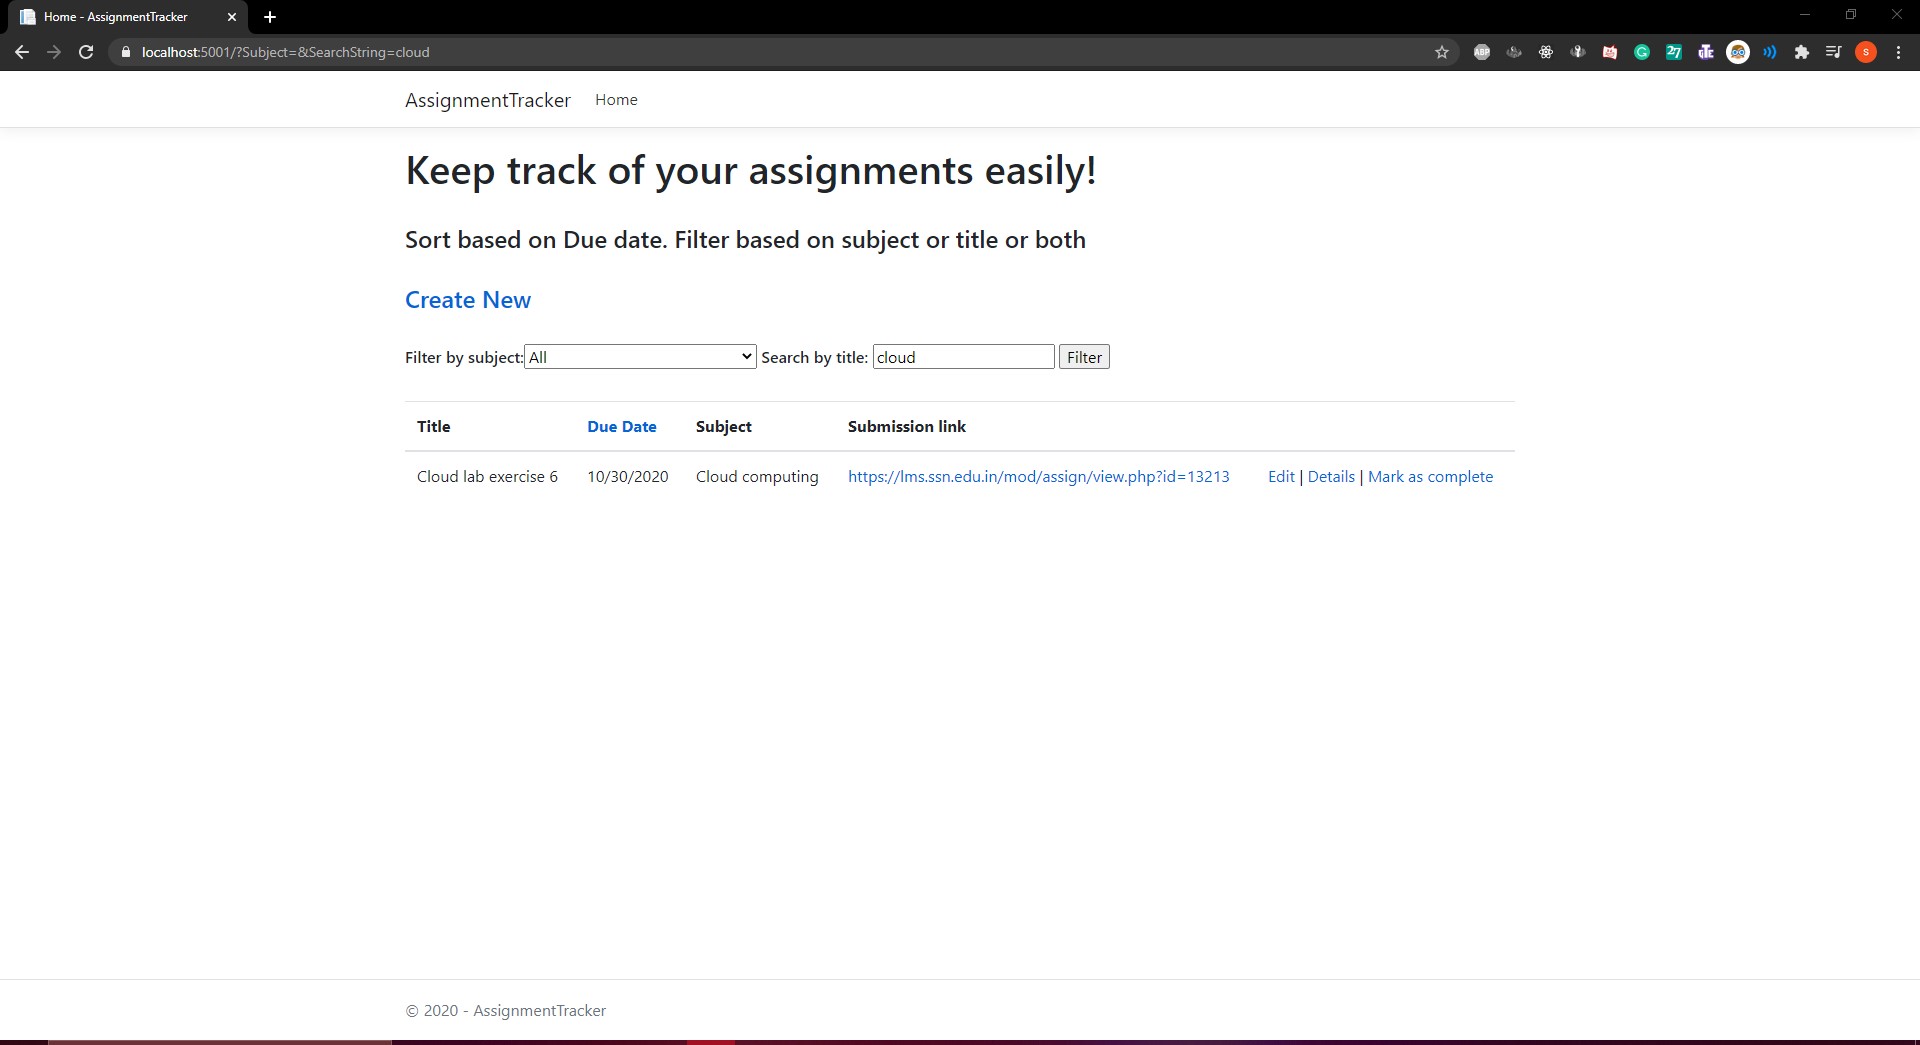 Home - AssignmentTracker
localhost:5001/?Subject=&SearchString=cloud
ABP
27
S
AssignmentTracker Home
Keep track of your assignments easily!
Sort based on Due date. Filter based on subject or title or both
Create New
Filter by subject: All Search by title: cloud Filter
Title Due Date Subject Submission link
Cloud lab exercise 6 10/30/2020 Cloud computing https://lms.ssn.edu.in/mod/assign/view.php?id=13213 Edit | Details | Mark as complete
© 2020 - AssignmentTracker